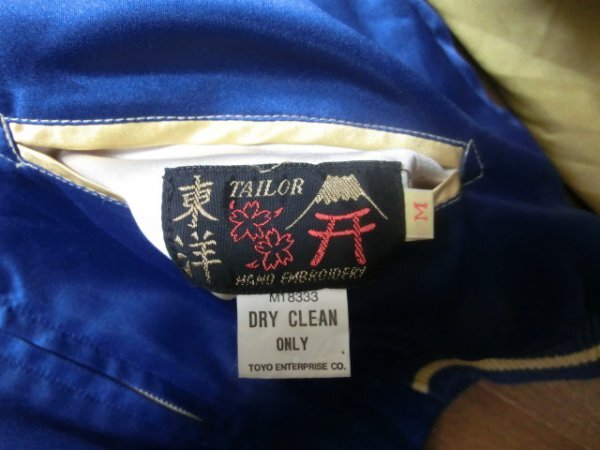 東洋
TAILOR
HAND EMBROIDERY
M
M18333
DRY CLEAN
ONLY
TOYO ENTERPRISE CO.